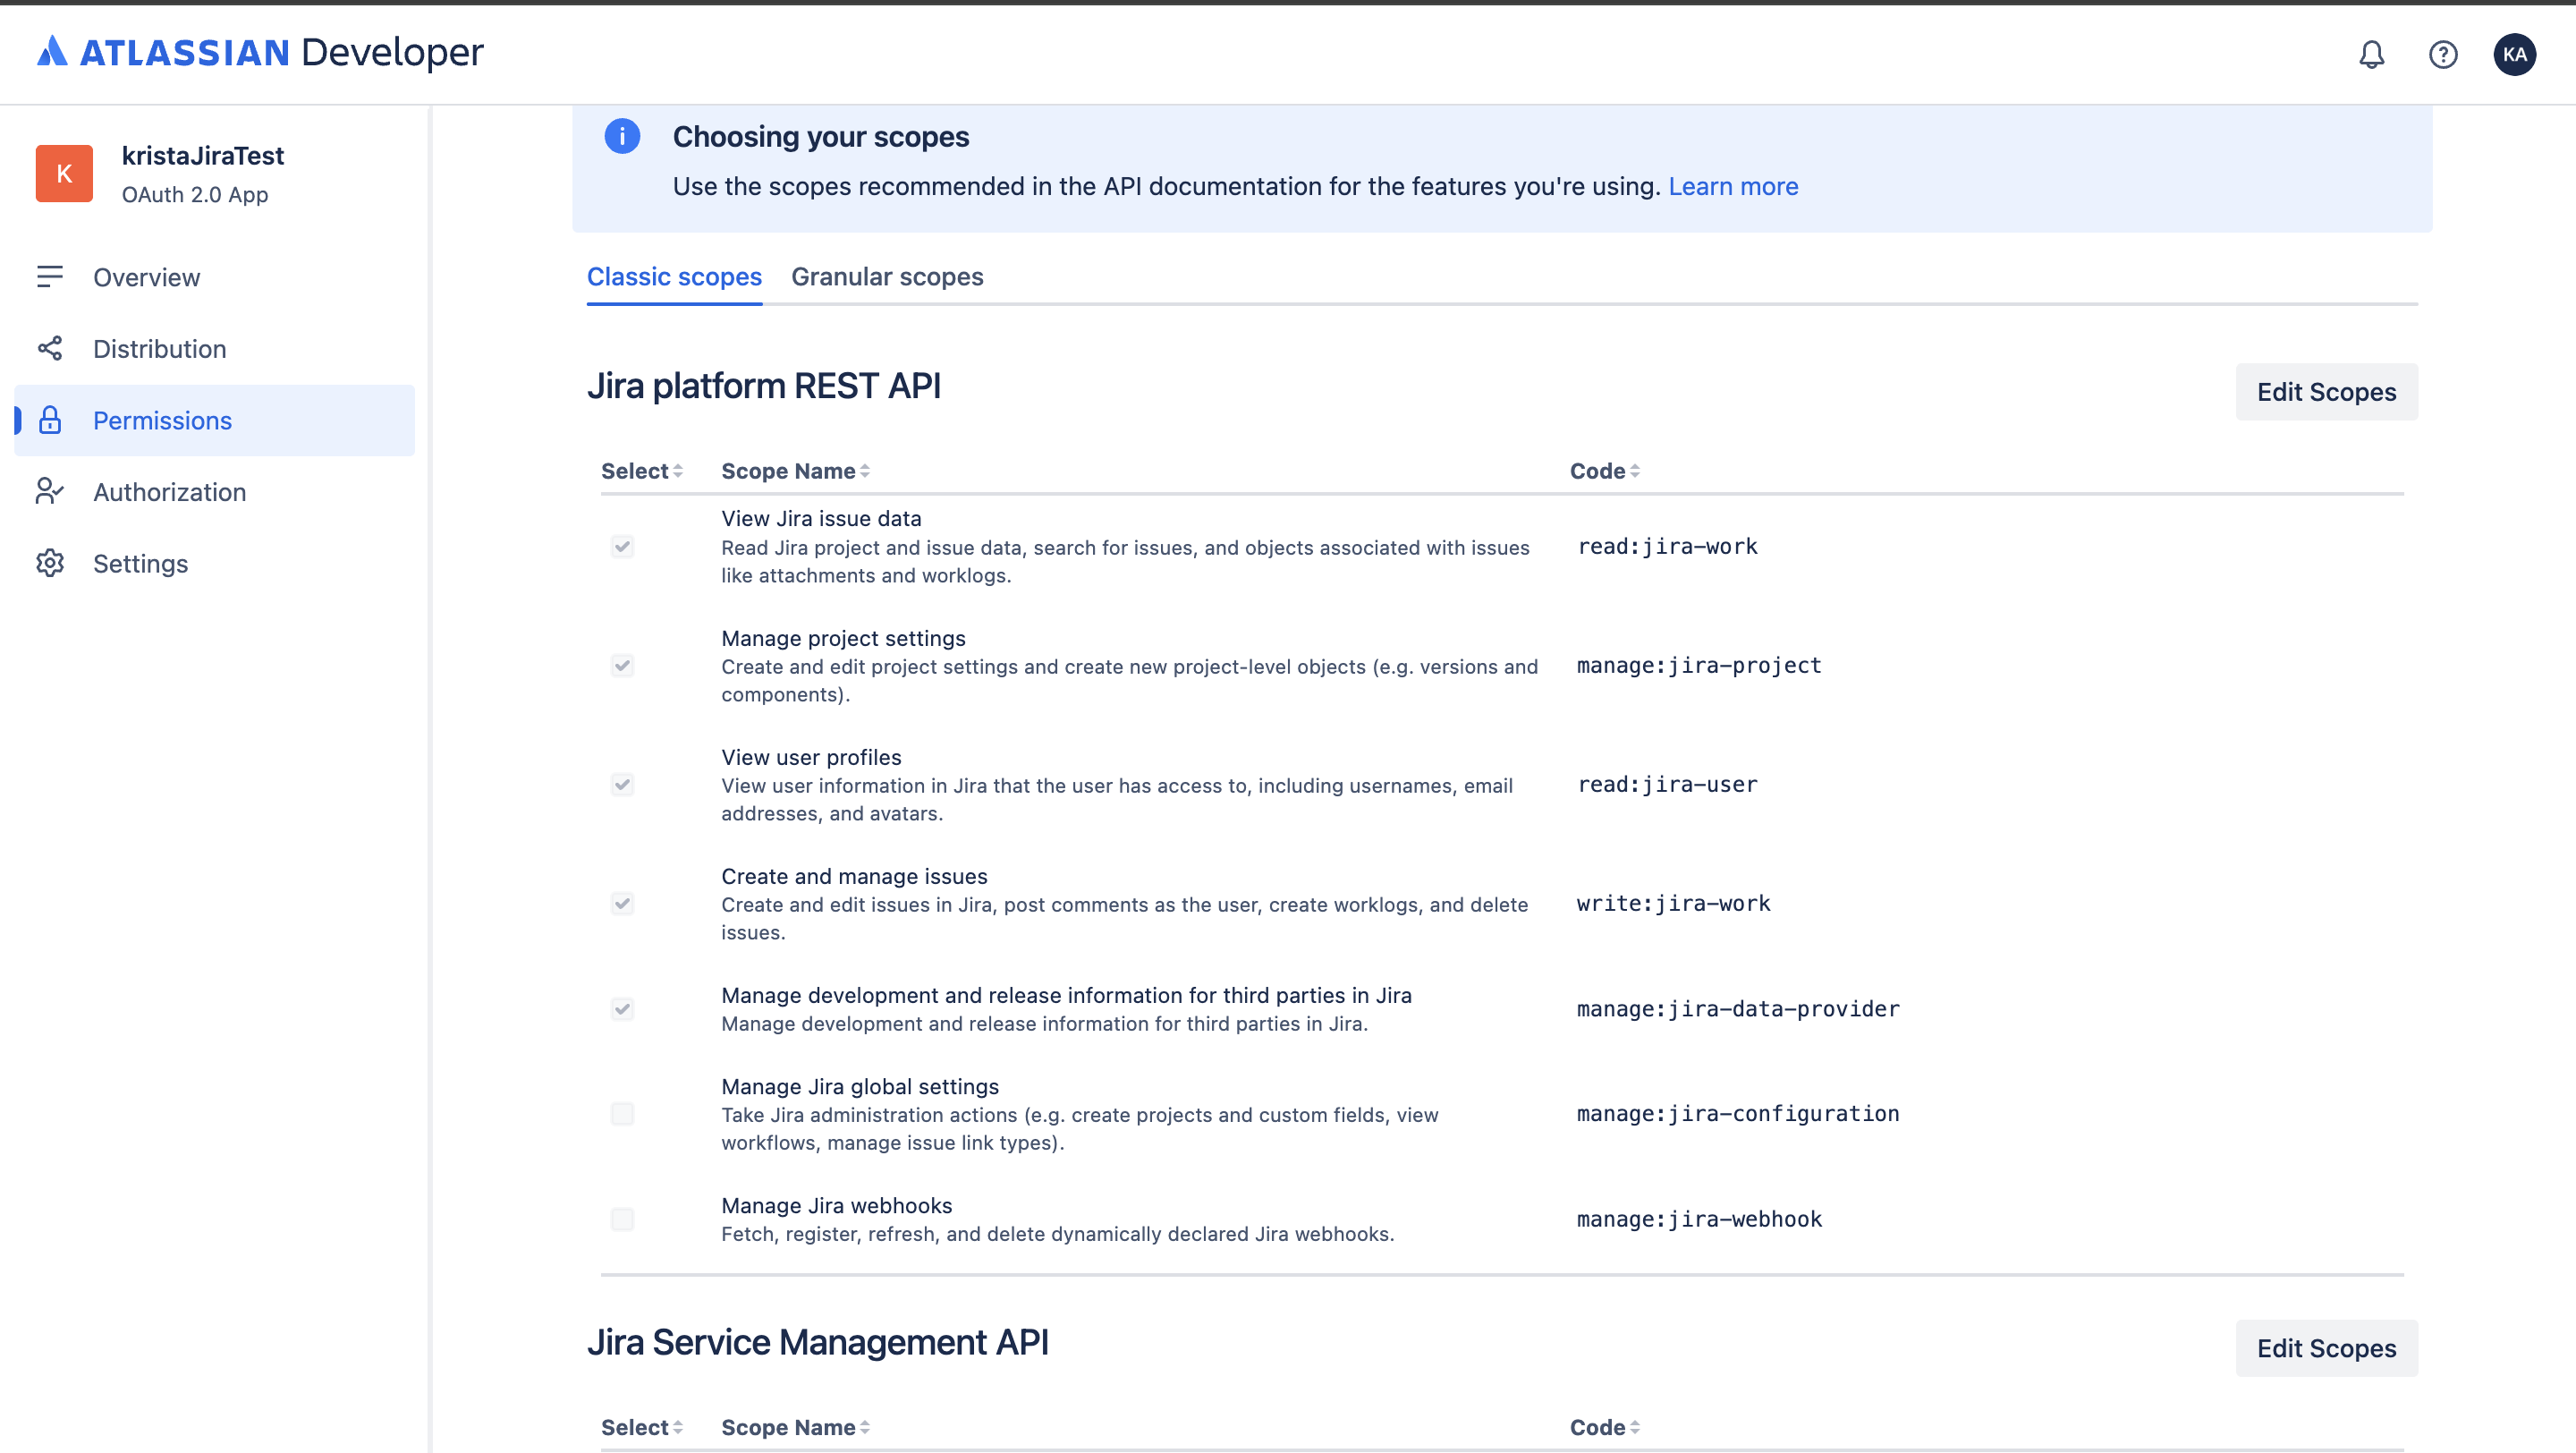 ATLASSIAN Developer
KA
K
kristaJiraTest
OAuth 2.0 App
Overview
Distribution
Permissions
Authorization
Settings
Choosing your scopes
Use the scopes recommended in the API documentation for the features you're using. Learn more
Classic scopes Granular scopes
Jira platform REST API
Edit Scopes
Select Scope Name Code
View Jira issue data
Read Jira project and issue data, search for issues, and objects associated with issues
like attachments and worklogs.
read:jira-work
Manage project settings
Create and edit project settings and create new project-level objects (e.g. versions and
components).
manage:jira-project
View user profiles
View user information in Jira that the user has access to, including usernames, email
addresses, and avatars.
read:jira-user
Create and manage issues
Create and edit issues in Jira, post comments as the user, create worklogs, and delete
issues.
write:jira-work
Manage development and release information for third parties in Jira
Manage development and release information for third parties in Jira.
manage:jira-data-provider
Manage Jira global settings
Take Jira administration actions (e.g. create projects and custom fields, view
workflows, manage issue link types).
manage:jira-configuration
Manage Jira webhooks
Fetch, register, refresh, and delete dynamically declared Jira webhooks.
manage:jira-webhook
Jira Service Management API
Edit Scopes
Select Scope Name Code